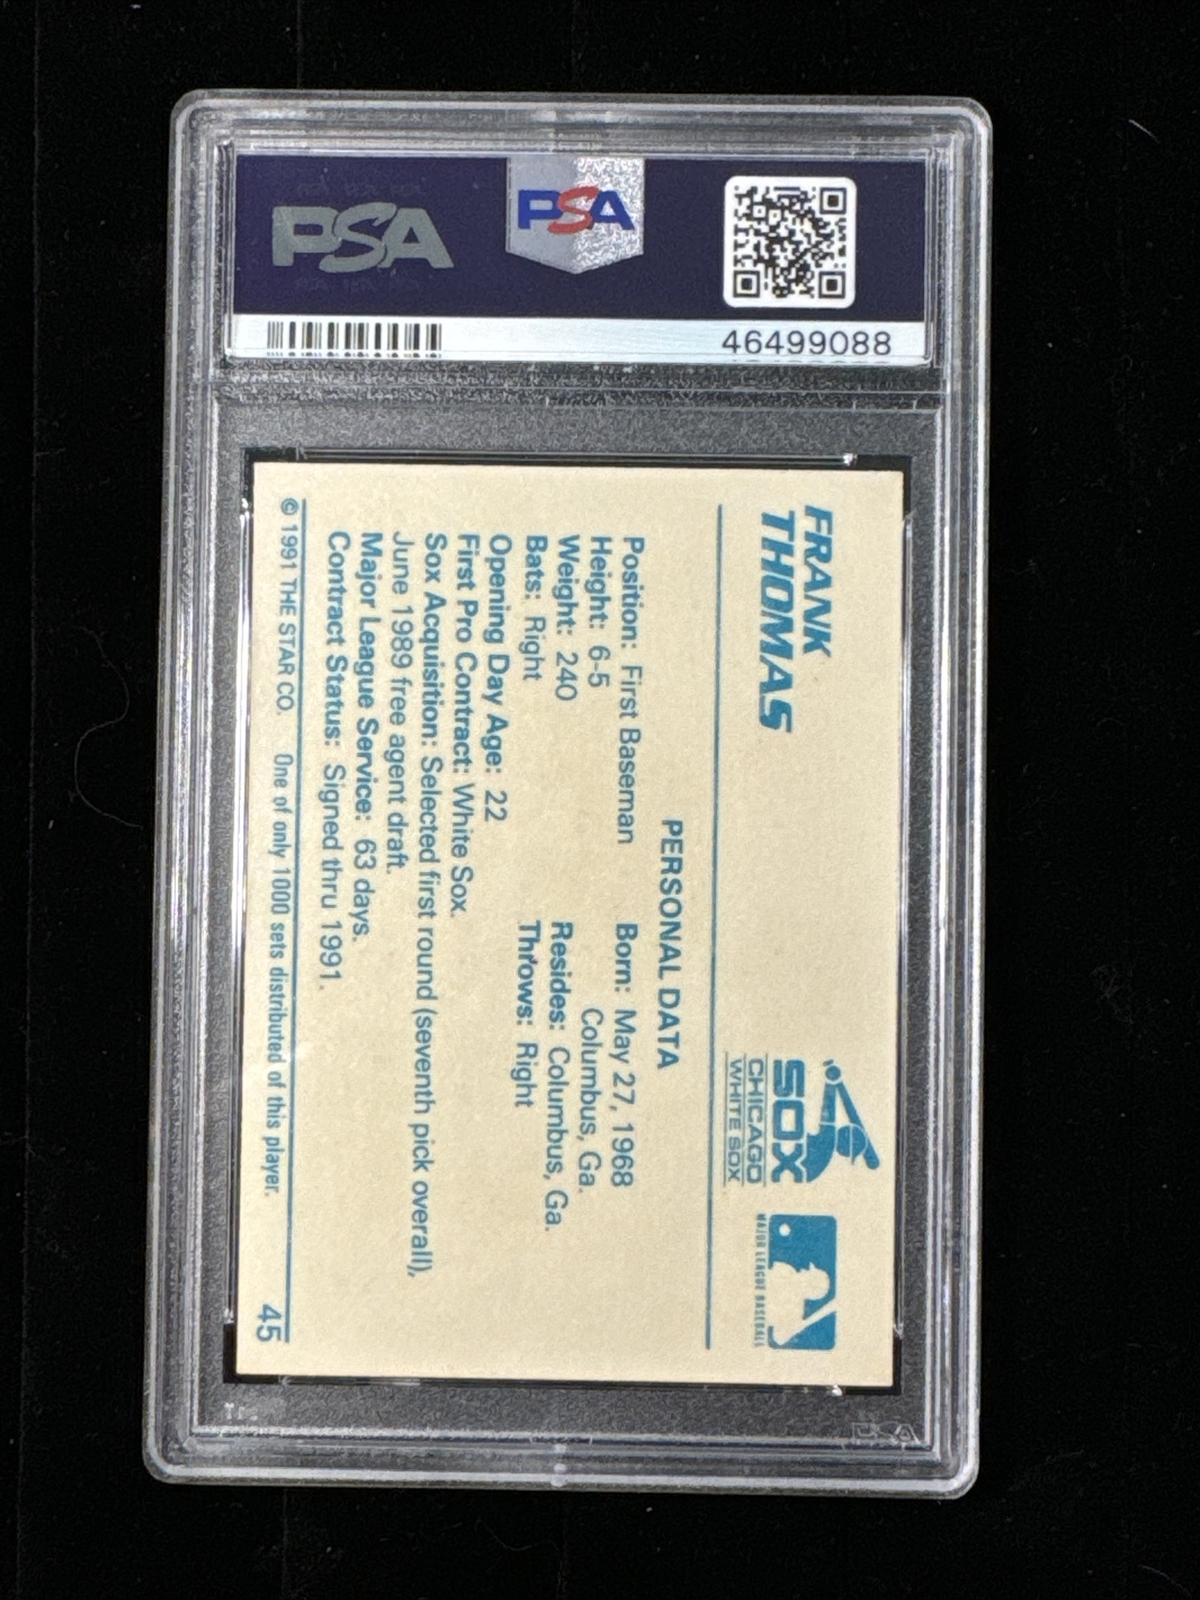 PSA
PSA
46499088
FRANK
THOMAS
SOX
CHICAGO
WHITE SOX
MAJOR LEAGUE BASEBALL
PERSONAL DATA
Position: First Baseman
Born: May 27, 1968
Height: 6-5
Columbus, Ga.
Weight: 240
Resides: Columbus, Ga.
Bats: Right
Throws: Right
Opening Day Age: 22
First Pro Contract: White Sox.
Sox Acquisition: Selected first round (seventh pick overall),
June 1989 free agent draft.
Major League Service: 63 days.
Contract Status: Signed thru 1991.
© 1991 THE STAR CO. One of only 1000 sets distributed of this player. 45
PSA